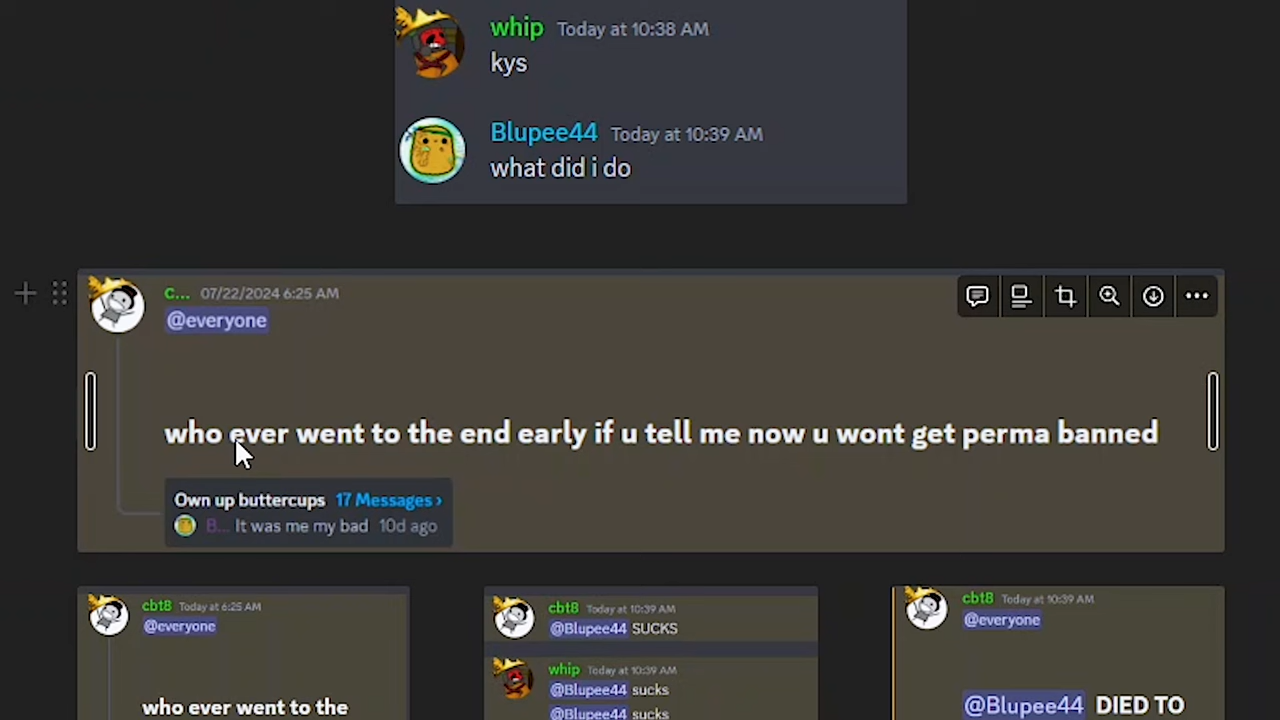 whip Today at 10:38 AM
kys
Blupee44 Today at 10:39 AM
what did i do
C... 07/22/2024 6:25 AM
@everyone
who ever went to the end early if u tell me now u wont get perma banned
Own up buttercups 17 Messages ›
B... It was me my bad 10d ago
cbt8 Today at 6:25 AM
@everyone
who ever went to the
cbt8 Today at 10:39 AM
@Blupee44 SUCKS
whip Today at 10:39 AM
@Blupee44 sucks
@Blupee44 sucks
cbt8 Today at 10:39 AM
@everyone
@Blupee44 DIED TO